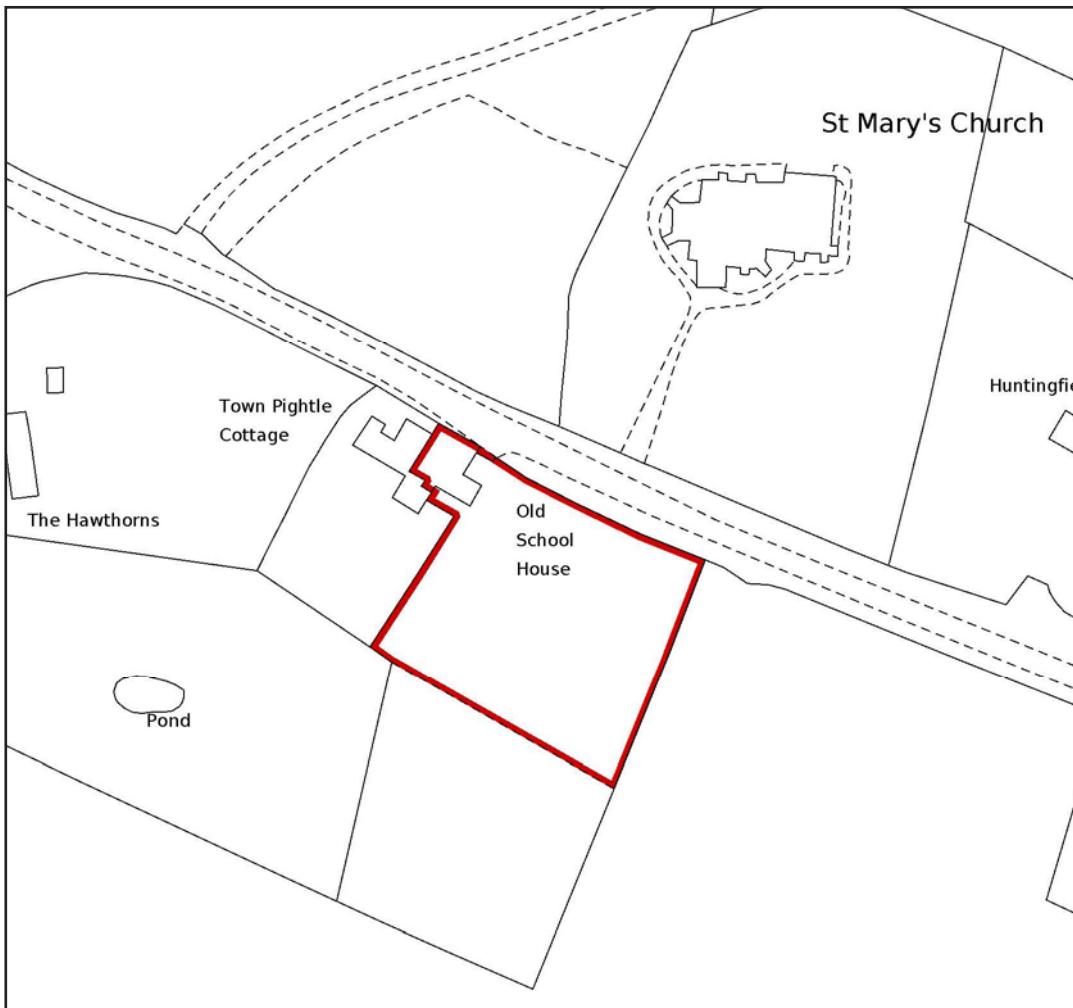 St Mary's Church
Huntingfie
Town Pightle
Cottage
Old
School
House
The Hawthorns
Pond